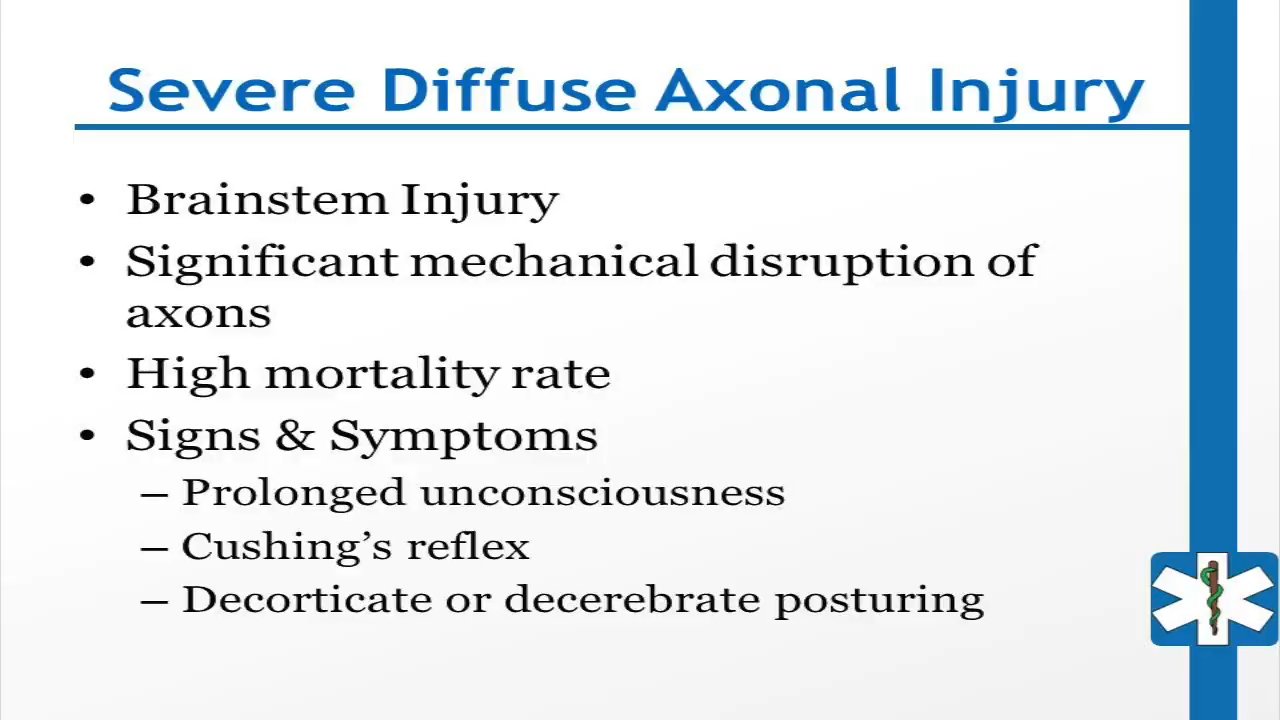 Severe Diffuse Axonal Injury
• Brainstem Injury
• Significant mechanical disruption of
axons
• High mortality rate
• Signs & Symptoms
– Prolonged unconsciousness
– Cushing’s reflex
– Decorticate or decerebrate posturing